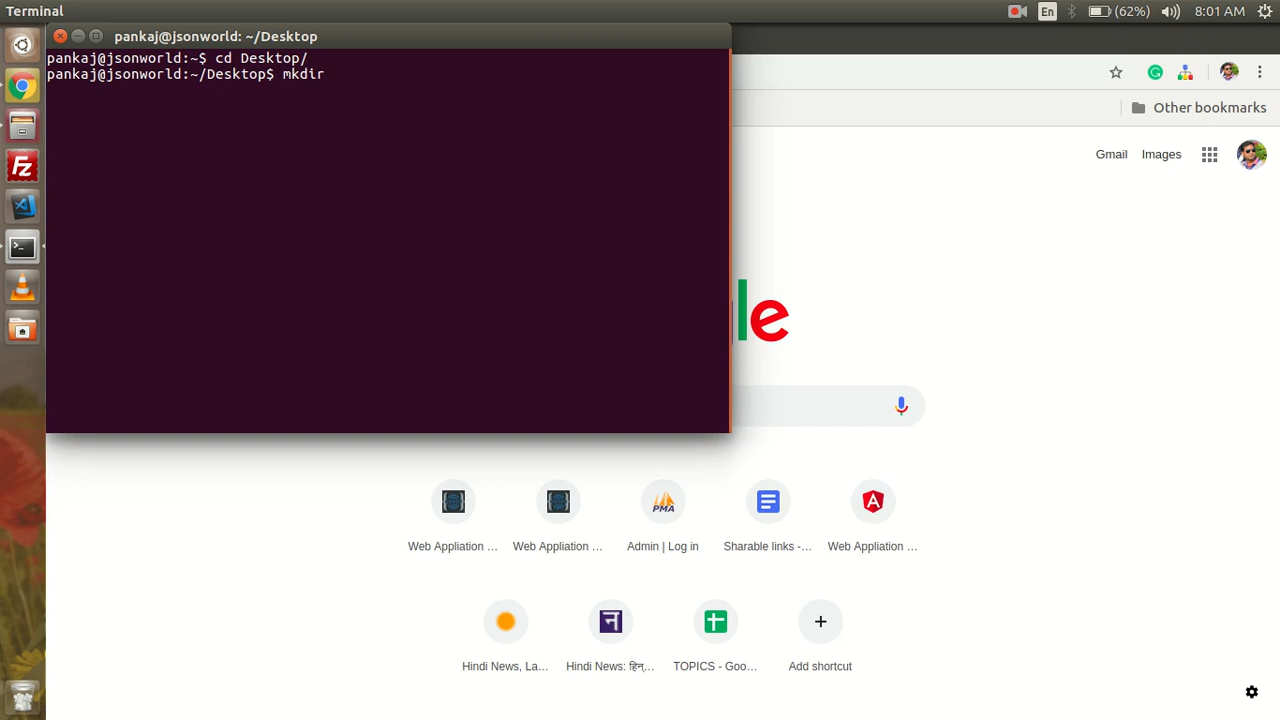 Terminal
En
(62%)
8:01 AM
pankaj@jsonworld: ~/Desktop
pankaj@jsonworld:~$ cd Desktop/
pankaj@jsonworld:~/Desktop$ mkdir
Other bookmarks
Gmail
Images
le
Fz
PMA
A
Web Appliation ...
Web Appliation ...
Admin | Log in
Sharable links -...
Web Appliation ...
न
Hindi News, La...
Hindi News: हिन्...
TOPICS - Goo...
Add shortcut